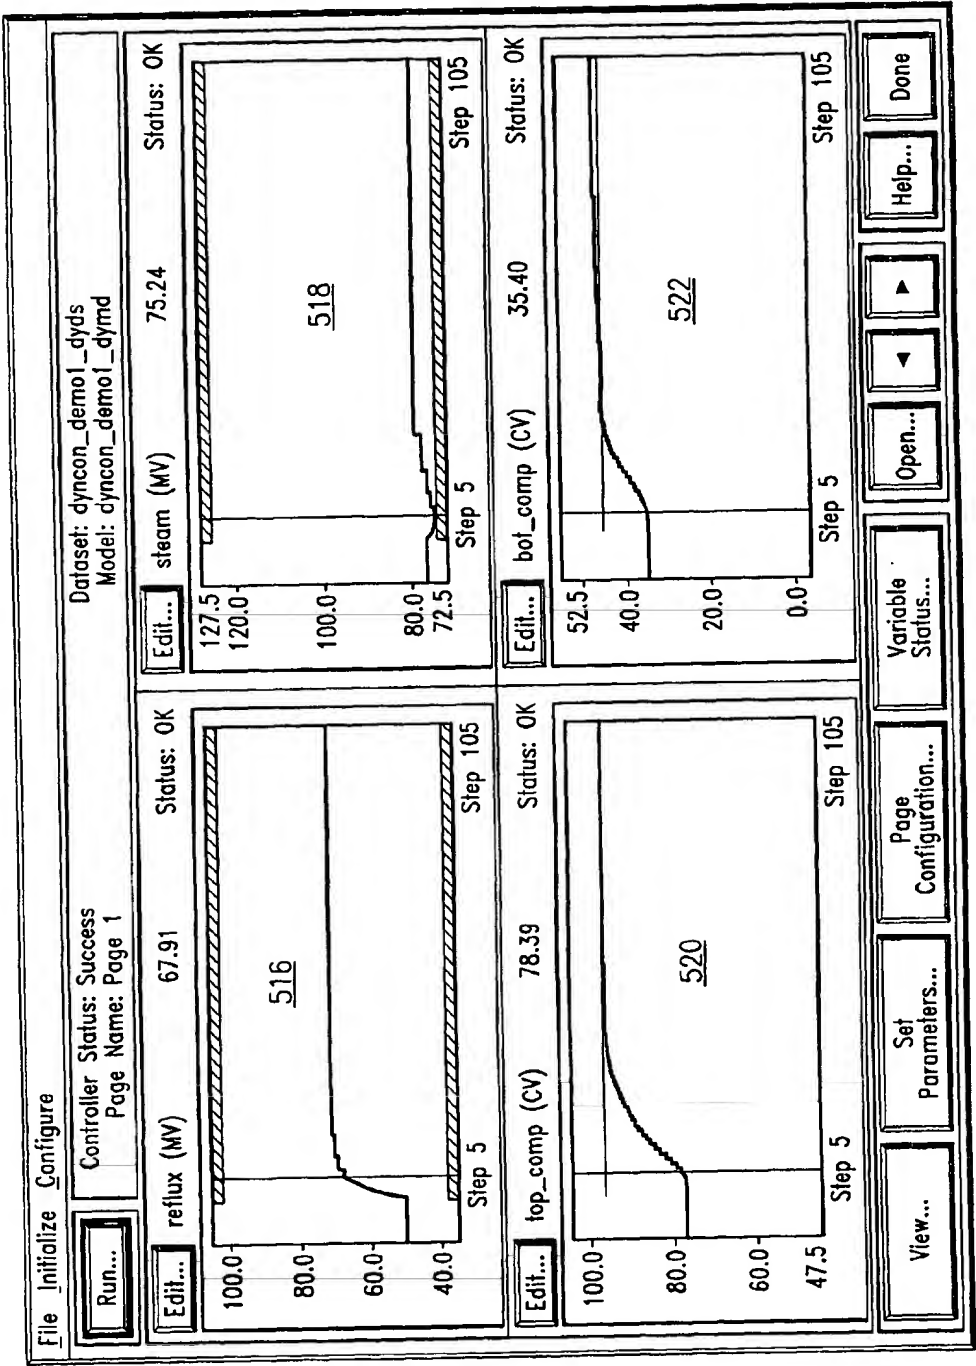 File Initialize Configure
Run...
Controller Status: Success
Page Name: Page 1
Dataset: dyncon_demo1_dyds
Model: dyncon_demo1_dymd
Edit... reflux (MV) 67.91 Status: OK
100.0
80.0
60.0
40.0
516
Step 5 Step 105
Edit... steam (MV) 75.24 Status: OK
127.5
120.0
100.0
80.0
72.5
518
Step 5 Step 105
Edit... top_comp (CV) 78.39 Status: OK
100.0
80.0
60.0
47.5
520
Step 5 Step 105
Edit... bot_comp (CV) 35.40 Status: OK
52.5
40.0
20.0
0.0
522
Step 5 Step 105
View...
Set
Parameters...
Page
Configuration...
Variable
Status...
Open...
Help...
Done